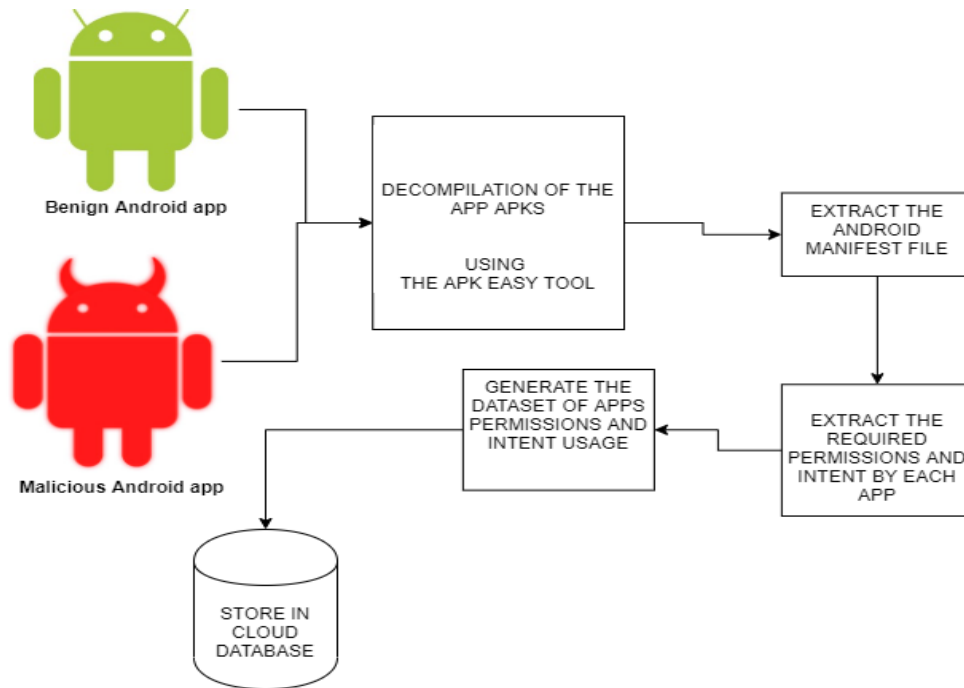 Benign Android app
DECOMPILATION OF THE
APP APKS
USING
THE APK EASY TOOL
EXTRACT THE
ANDROID
MANIFEST FILE
Malicious Android app
GENERATE THE
DATASET OF APPS
PERMISSIONS AND
INTENT USAGE
EXTRACT THE
REQUIRED
PERMISSIONS AND
INTENT BY EACH
APP
STORE IN
CLOUD
DATABASE